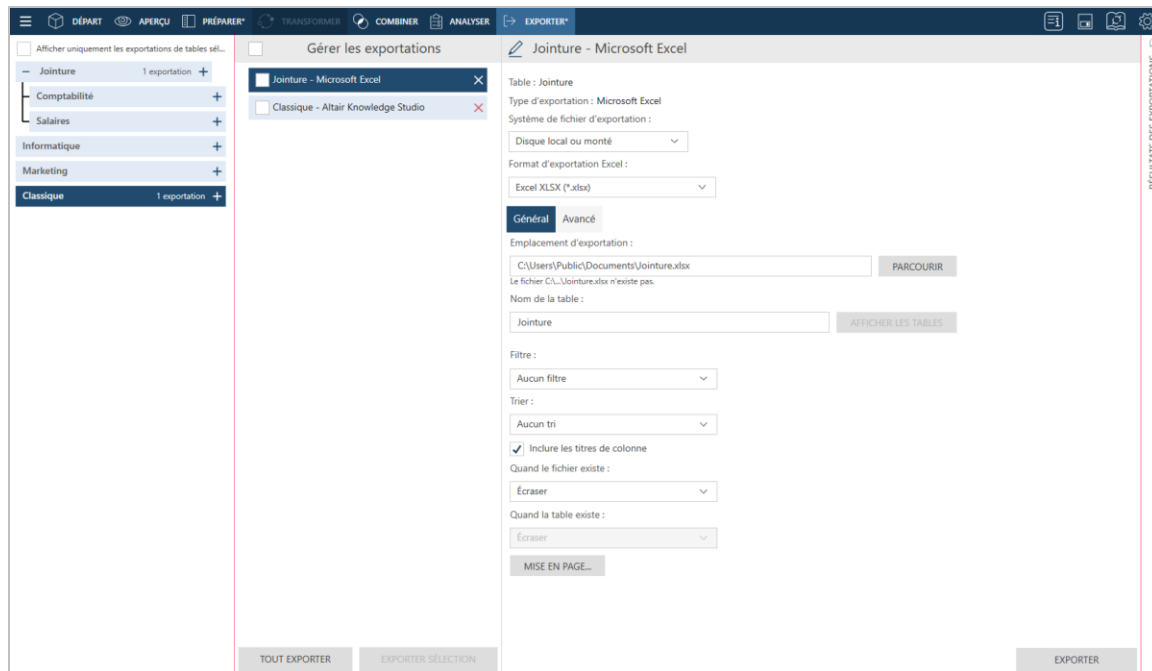 DÉPART APERÇU PRÉPARER* TRANSFORMER COMBINER ANALYSER EXPORTER*
Afficher uniquement les exportations de tables sél...
Jointure 1 exportation
Comptabilité
Salaires
Informatique
Marketing
Classique 1 exportation
Gérer les exportations
Jointure - Microsoft Excel
Classique - Altair Knowledge Studio
TOUT EXPORTER EXPORTER SÉLECTION
Jointure - Microsoft Excel
Table : Jointure
Type d'exportation : Microsoft Excel
Système de fichier d'exportation :
Disque local ou monté
Format d'exportation Excel :
Excel XLSX (*.xlsx)
Général Avancé
Emplacement d'exportation :
C:\Users\Public\Documents\Jointure.xlsx PARCOURIR
Le fichier C:\...\Jointure.xlsx n'existe pas.
Nom de la table :
Jointure AFFICHER LES TABLES
Filtre :
Aucun filtre
Trier :
Aucun tri
Inclure les titres de colonne
Quand le fichier existe :
Écraser
Quand la table existe :
Écraser
MISE EN PAGE...
EXPORTER
RÉSULTATS DES EXPORTATIONS